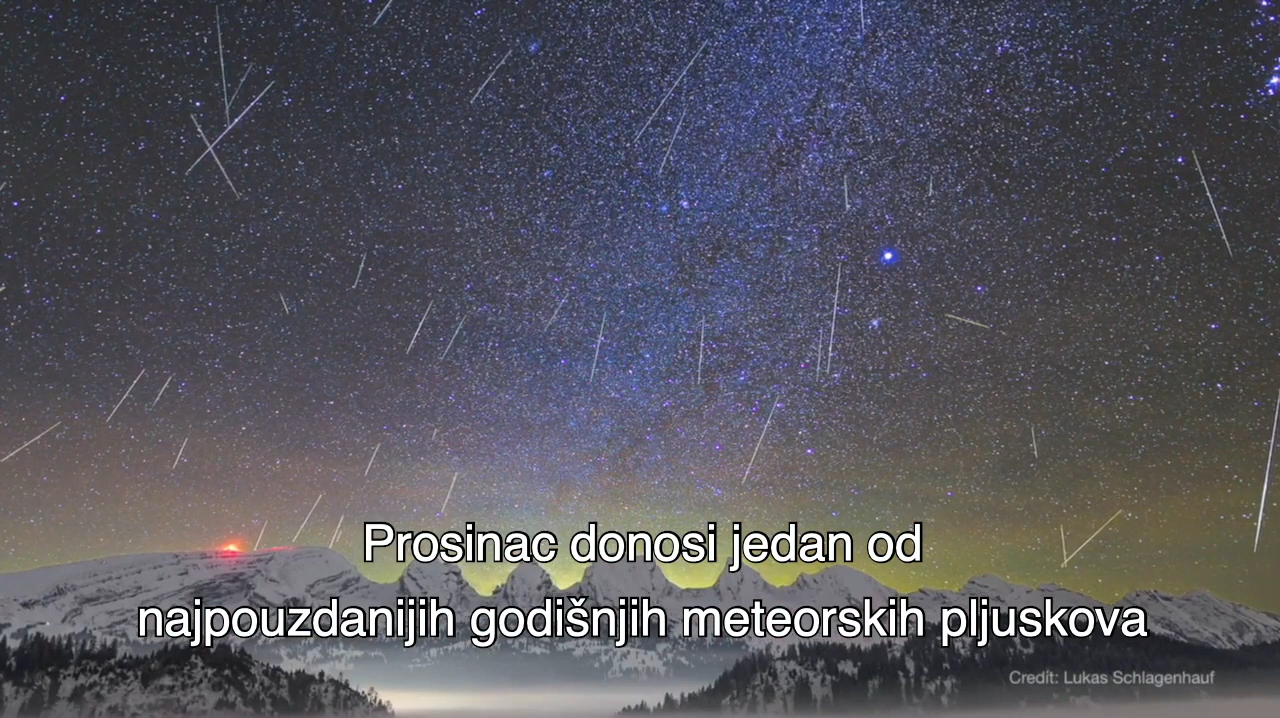 Prosinac donosi jedan od
najpouzdanijih godišnjih meteorskih pljuskova
Credit: Lukas Schlagenhauf